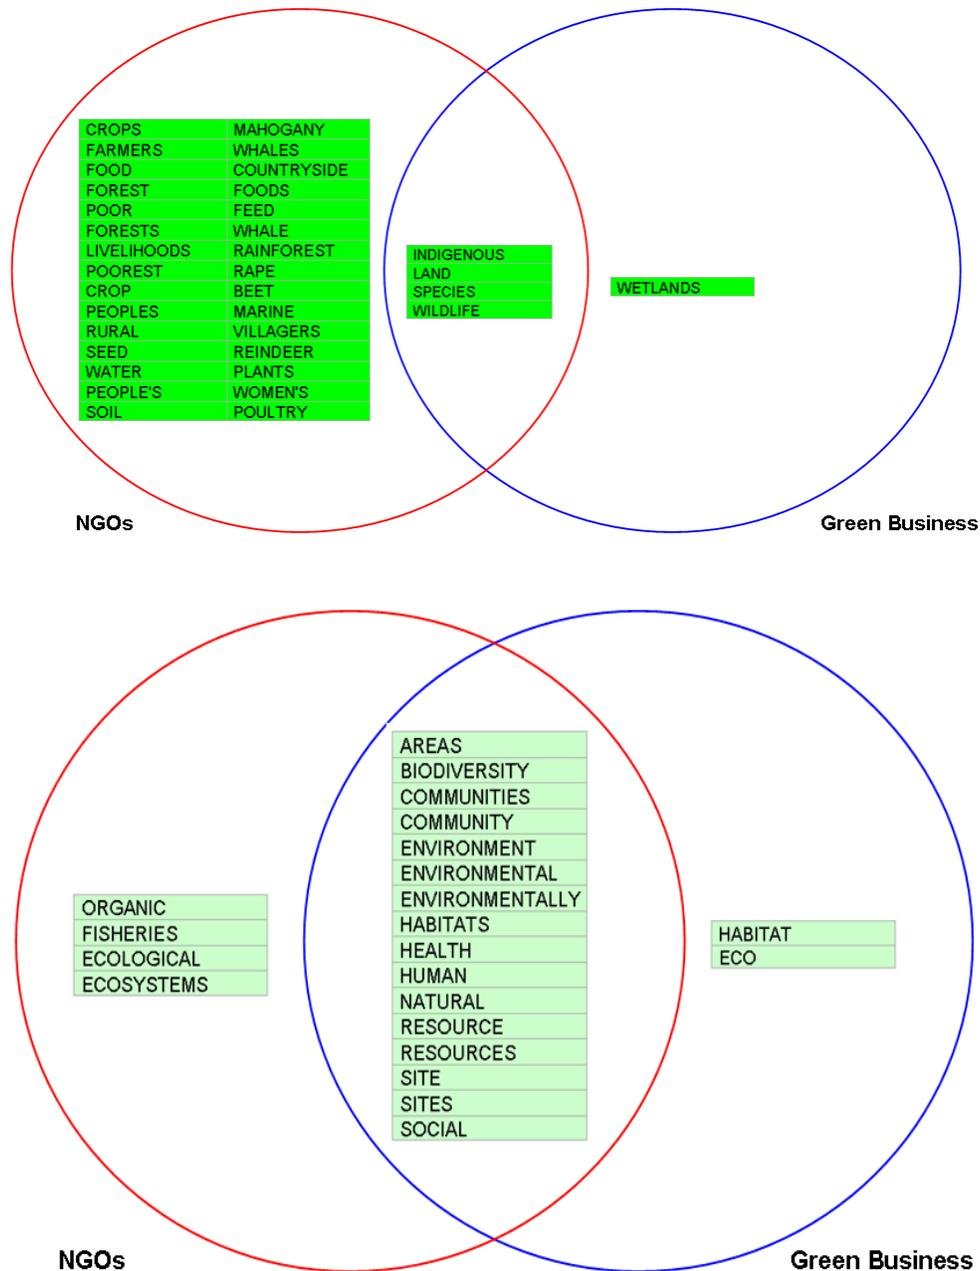 CROPS MAHOGANY
FARMERS WHALES
FOOD COUNTRYSIDE
FOREST FOODS
POOR FEED
FORESTS WHALE
LIVELIHOODS RAINFOREST
POOREST RAPE
CROP BEET
PEOPLES MARINE
RURAL VILLAGERS
SEED REINDEER
WATER PLANTS
PEOPLE'S WOMEN'S
SOIL POULTRY
INDIGENOUS
LAND
SPECIES
WILDLIFE
WETLANDS
NGOs
Green Business
ORGANIC
FISHERIES
ECOLOGICAL
ECOSYSTEMS
AREAS
BIODIVERSITY
COMMUNITIES
COMMUNITY
ENVIRONMENT
ENVIRONMENTAL
ENVIRONMENTALLY
HABITATS
HEALTH
HUMAN
NATURAL
RESOURCE
RESOURCES
SITE
SITES
SOCIAL
HABITAT
ECO
NGOs
Green Business